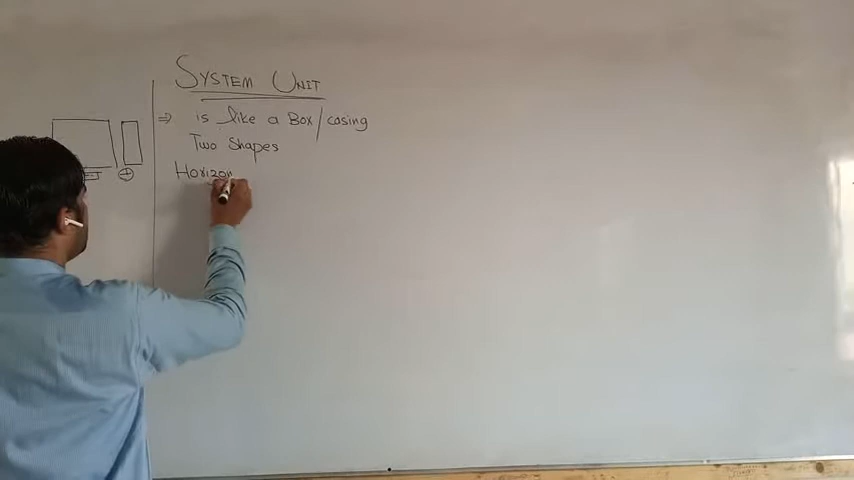 SYSTEM UNIT
⇒ is like a Box/casing
Two Shapes
Horizon